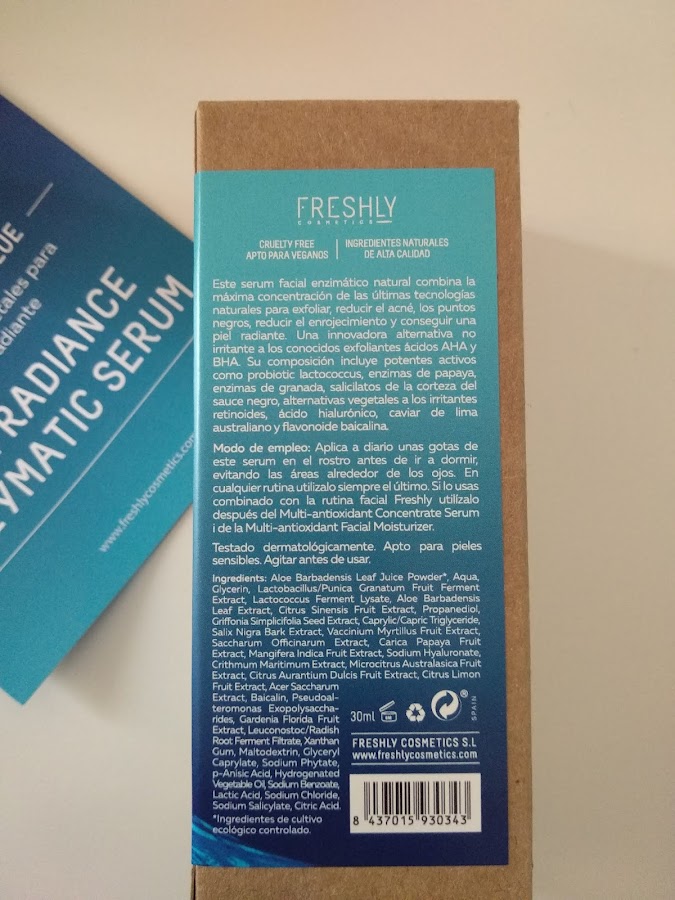 LUE
tales para
adiante
RADIANCE
YMATIC SERUM
www.freshlycosmetics.com
FRESHLY
COSMETICS
CRUELTY FREE
APTO PARA VEGANOS
INGREDIENTES NATURALES
DE ALTA CALIDAD
Este serum facial enzimático natural combina la
máxima concentración de las últimas tecnologías
naturales para exfoliar, reducir el acné, los puntos
negros, reducir el enrojecimiento y conseguir una
piel radiante. Una innovadora alternativa no
irritante a los conocidos exfoliantes ácidos AHA y
BHA. Su composición incluye potentes activos
como probiotic lactococcus, enzimas de papaya,
enzimas de granada, salicilatos de la corteza del
sauce negro, alternativas vegetales a los irritantes
retinoides, ácido hialurónico, caviar de lima
australiano y flavonoide baicalina.
Modo de empleo: Aplica a diario unas gotas de
este serum en el rostro antes de ir a dormir,
evitando las áreas alrededor de los ojos. En
cualquier rutina utilízalo siempre el último. Si lo usas
combinado con la rutina facial Freshly utilízalo
después del Multi-antioxidant Concentrate Serum
i de la Multi-antioxidant Facial Moisturizer.
Testado dermatológicamente. Apto para pieles
sensibles. Agitar antes de usar.
Ingredients: Aloe Barbadensis Leaf Juice Powder*, Aqua,
Glycerin, Lactobacillus/Punica Granatum Fruit Ferment
Extract, Lactococcus Ferment Lysate, Aloe Barbadensis
Leaf Extract, Citrus Sinensis Fruit Extract, Propanediol,
Griffonia Simplicifolia Seed Extract, Caprylic/Capric Triglyceride,
Salix Nigra Bark Extract, Vaccinium Myrtillus Fruit Extract,
Saccharum Officinarum Extract, Carica Papaya Fruit
Extract, Mangifera Indica Fruit Extract, Sodium Hyaluronate,
Crithmum Maritimum Extract, Microcitrus Australasica Fruit
Extract, Citrus Aurantium Dulcis Fruit Extract, Citrus Limon
Fruit Extract, Acer Saccharum
Extract, Baicalin, Pseudoal-
teromonas Exopolysaccha-
rides, Gardenia Florida Fruit
Extract, Leuconostoc/Radish
Root Ferment Filtrate, Xanthan
Gum, Maltodextrin, Glyceryl
Caprylate, Sodium Phytate,
p-Anisic Acid, Hydrogenated
Vegetable Oil, Sodium Benzoate,
Lactic Acid, Sodium Chloride,
Sodium Salicylate, Citric Acid.
*Ingredientes de cultivo
ecológico controlado.
30ml
SPAIN
FRESHLY COSMETICS S.L
www.freshlycosmetics.com
8 437015 930343